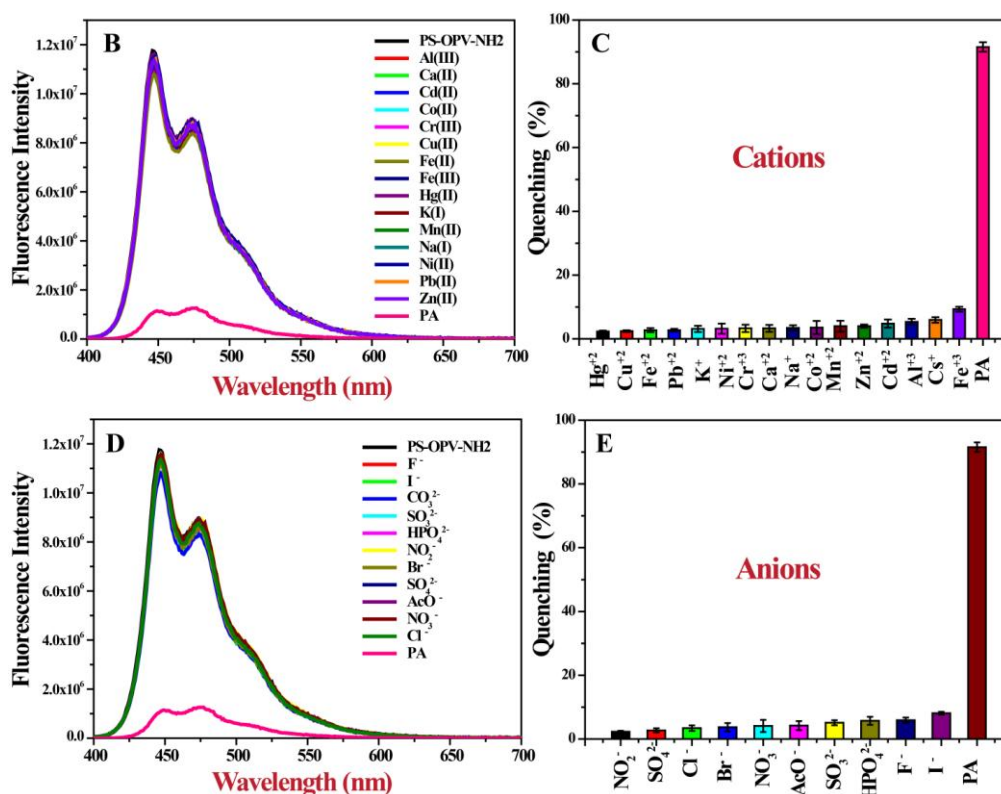 B
Fluorescence Intensity
1.2x10⁷
1.0x10⁷
8.0x10⁶
6.0x10⁶
4.0x10⁶
2.0x10⁶
0.0
400 450 500 550 600 650 700
Wavelength (nm)
PS-OPV-NH2
Al(III)
Ca(II)
Cd(II)
Co(II)
Cr(III)
Cu(II)
Fe(II)
Fe(III)
Hg(II)
K(I)
Mn(II)
Na(I)
Ni(II)
Pb(II)
Zn(II)
PA
C
Quenching (%)
100
80
60
40
20
0
Cations
Hg⁺² Cu⁺² Fe⁺² Pb⁺² K⁺ Ni⁺² Cr⁺³ Ca⁺² Na⁺ Co⁺² Mn⁺² Zn⁺² Cd⁺² Al⁺³ Cs⁺ Fe⁺³ PA
D
Fluorescence Intensity
1.2x10⁷
1.0x10⁷
8.0x10⁶
6.0x10⁶
4.0x10⁶
2.0x10⁶
0.0
400 450 500 550 600 650 700
Wavelength (nm)
PS-OPV-NH2
F⁻
I⁻
CO₃²⁻
SO₃²⁻
HPO₄²⁻
NO₂⁻
Br⁻
SO₄²⁻
AcO⁻
NO₃⁻
Cl⁻
PA
E
Quenching (%)
100
80
60
40
20
0
Anions
NO₂⁻ SO₄²⁻ Cl⁻ Br⁻ NO₃⁻ AcO⁻ SO₃²⁻ HPO₄²⁻ F⁻ I⁻ PA